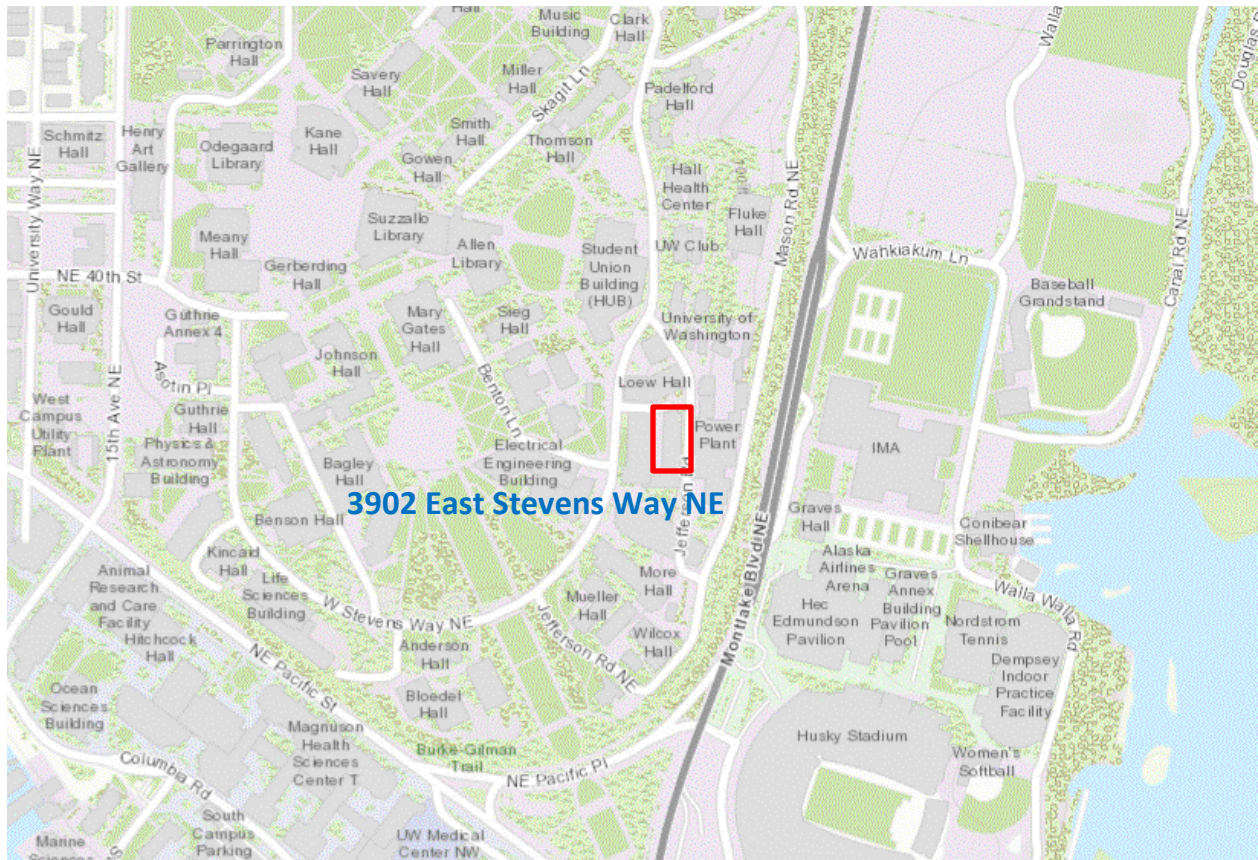 Hall
Music
Building
Clark
Hall
Parrington
Hall
Savery
Hall
Miller
Hall
Skagit Ln
Padelford
Hall
Walla
Douglas
Schmitz
Hall
Henry
Art
Gallery
Odegaard
Library
Kane
Hall
Smith
Hall
Gowen
Hall
Thomson
Hall
Hall
Health
Center
100 ft
Mason Rd NE
University Way NE
Meany
Hall
Suzzallo
Library
Allen
Library
Fluke
Hall
UW Club
Student
Union
Building
(HUB)
Wahkiakum Ln
Canal Rd NE
NE 40th St
Gerberding
Hall
Baseball
Grandstand
Gould
Hall
Guthrie
Annex 4
Mary
Gates
Hall
Sieg
Hall
University of
Washington
Johnson
Hall
Asotin Pl
Benton Ln
Loew Hall
15th Ave NE
West
Campus
Utility
Plant
Guthrie
Hall
Physics &
Astronomy
Building
Bagley
Hall
Electrical
Engineering
Building
Power
Plant
IMA
3902 East Stevens Way NE
Jefferson Rd
Montlake Blvd NE
Graves
Hall
Benson Hall
Conibear
Shellhouse
Kincaid
Hall
Life
Sciences
Building
Animal
Research
and Care
Facility
Hitchcock
Hall
W Stevens Way NE
More
Hall
Mueller
Hall
Wilcox
Hall
Alaska
Airlines
Arena
Graves
Annex
Building
Pavilion
Pool
Hec
Edmundson
Pavilion
Nordstrom
Tennis
Walla Walla Rd
Dempsey
Indoor
Practice
Facility
Jefferson Rd NE
NE Pacific St
Anderson
Hall
Bloedel
Hall
Ocean
Sciences
Building
Magnuson
Health
Sciences
Center T
Burke-Gilman
Trail
NE Pacific Pl
Husky Stadium
Women's
Softball
Columbia Rd
South
Campus
Parking
UW Medical
Center NW
Marine
Sciences